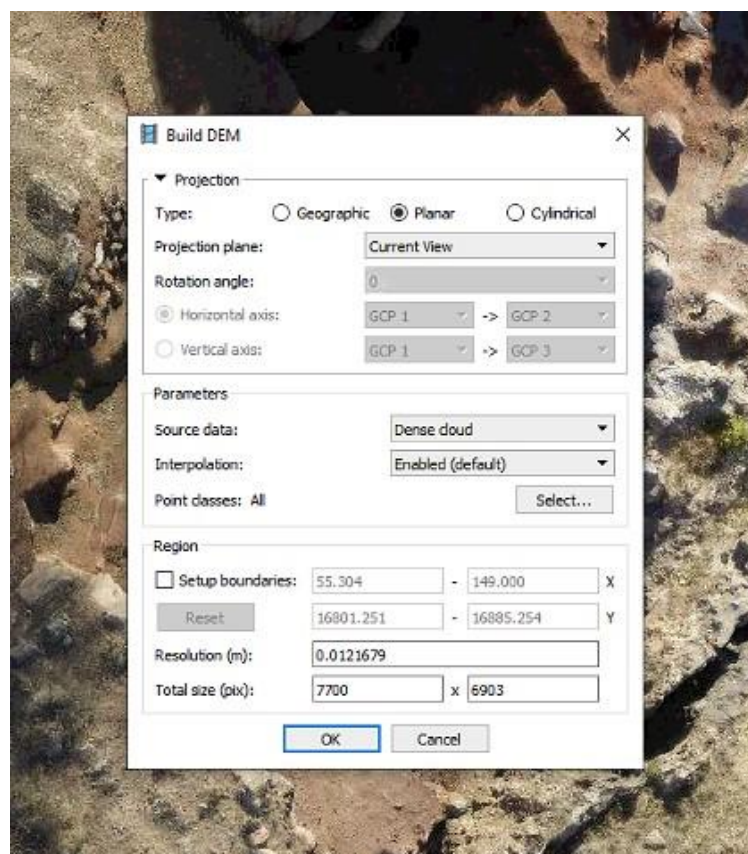 Build DEM
Projection
Type: Geographic Planar Cylindrical
Projection plane: Current View
Rotation angle: 0
Horizontal axis: GCP 1 -> GCP 2
Vertical axis: GCP 1 -> GCP 3
Parameters
Source data: Dense cloud
Interpolation: Enabled (default)
Point classes: All Select...
Region
Setup boundaries: 55.304 - 149.000 X
Reset 16801.251 - 16885.254 Y
Resolution (m): 0.0121679
Total size (pix): 7700 x 6903
OK Cancel